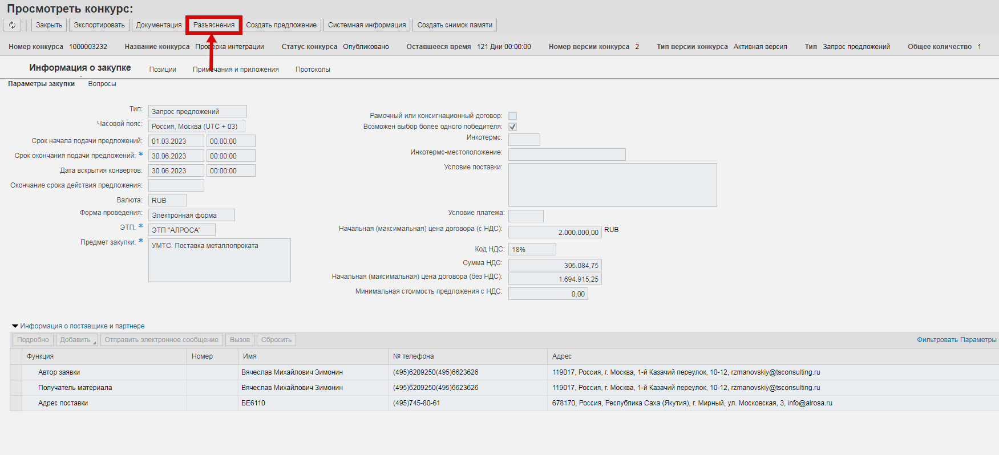 Просмотреть конкурс:
Закрыть Экспортировать Документация Разъяснения Создать предложение Системная информация Создать снимок памяти
Номер конкурса 1000003232 Название конкурса Проверка интеграции Статус конкурса Опубликовано Оставшееся время 121 Дни 00:00:00 Номер версии конкурса 2 Тип версии конкурса Активная версия Тип Запрос предложений Общее количество 1
Информация о закупке Позиции Примечания и приложения Протоколы
Параметры закупки Вопросы
Тип: Запрос предложений
Часовой пояс: Россия, Москва (UTC + 03)
Срок начала подачи предложений: 01.03.2023 00:00:00
Срок окончания подачи предложений: * 30.06.2023 00:00:00
Дата вскрытия конвертов: 30.06.2023 00:00:00
Окончание срока действия предложения:
Валюта: RUB
Форма проведения: Электронная форма
ЭТП: * ЭТП "АЛРОСА"
Предмет закупки: * УМТС. Поставка металлопроката
Рамочный или консигнационный договор:
Возможен выбор более одного победителя:
Инкотермс:
Инкотермс-местоположение:
Условие поставки:
Условие платежа:
Начальная (максимальная) цена договора (с НДС): 2.000.000,00 RUB
Код НДС: 18%
Сумма НДС: 305.084,75
Начальная (максимальная) цена договора (без НДС): 1.694.915,25
Минимальная стоимость предложения с НДС: 0,00
Информация о поставщике и партнере
Подробно Добавить Отправить электронное сообщение Вызов Сбросить Фильтровать Параметры
Функция Номер Имя № телефона Адрес
Автор заявки Вячеслав Михайлович Зимонин (495)6209250(495)6623626 119017, Россия, г. Москва, 1-й Казачий переулок, 10-12, rzmanovskiy@tsconsulting.ru
Получатель материала Вячеслав Михайлович Зимонин (495)6209250(495)6623626 119017, Россия, г. Москва, 1-й Казачий переулок, 10-12, rzmanovskiy@tsconsulting.ru
Адрес поставки БЕ6110 (495)745-80-61 678170, Россия, Республика Саха (Якутия), г. Мирный, ул. Московская, 3, info@alrosa.ru